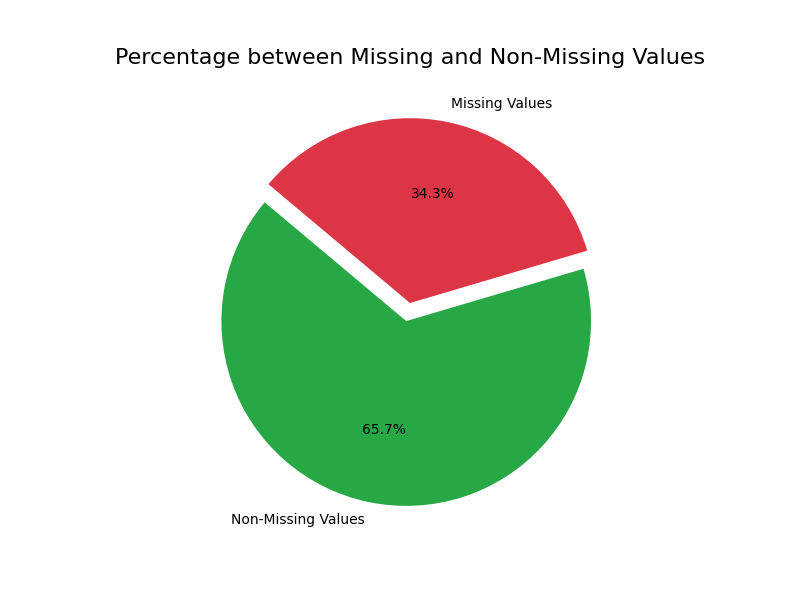 Percentage between Missing and Non-Missing Values
Missing Values
34.3%
65.7%
Non-Missing Values